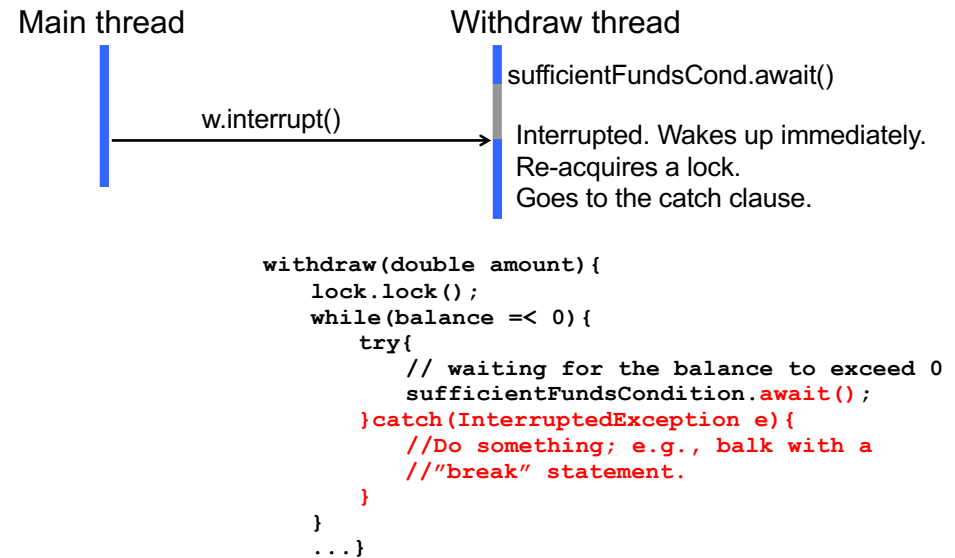 Main thread
Withdraw thread
sufficientFundsCond.await()
w.interrupt()
Interrupted. Wakes up immediately.
Re-acquires a lock.
Goes to the catch clause.
withdraw(double amount){
lock.lock();
while(balance =< 0){
try{
// waiting for the balance to exceed 0
sufficientFundsCondition.await();
}catch(InterruptedException e){
//Do something; e.g., balk with a
//”break” statement.
}
}
...}